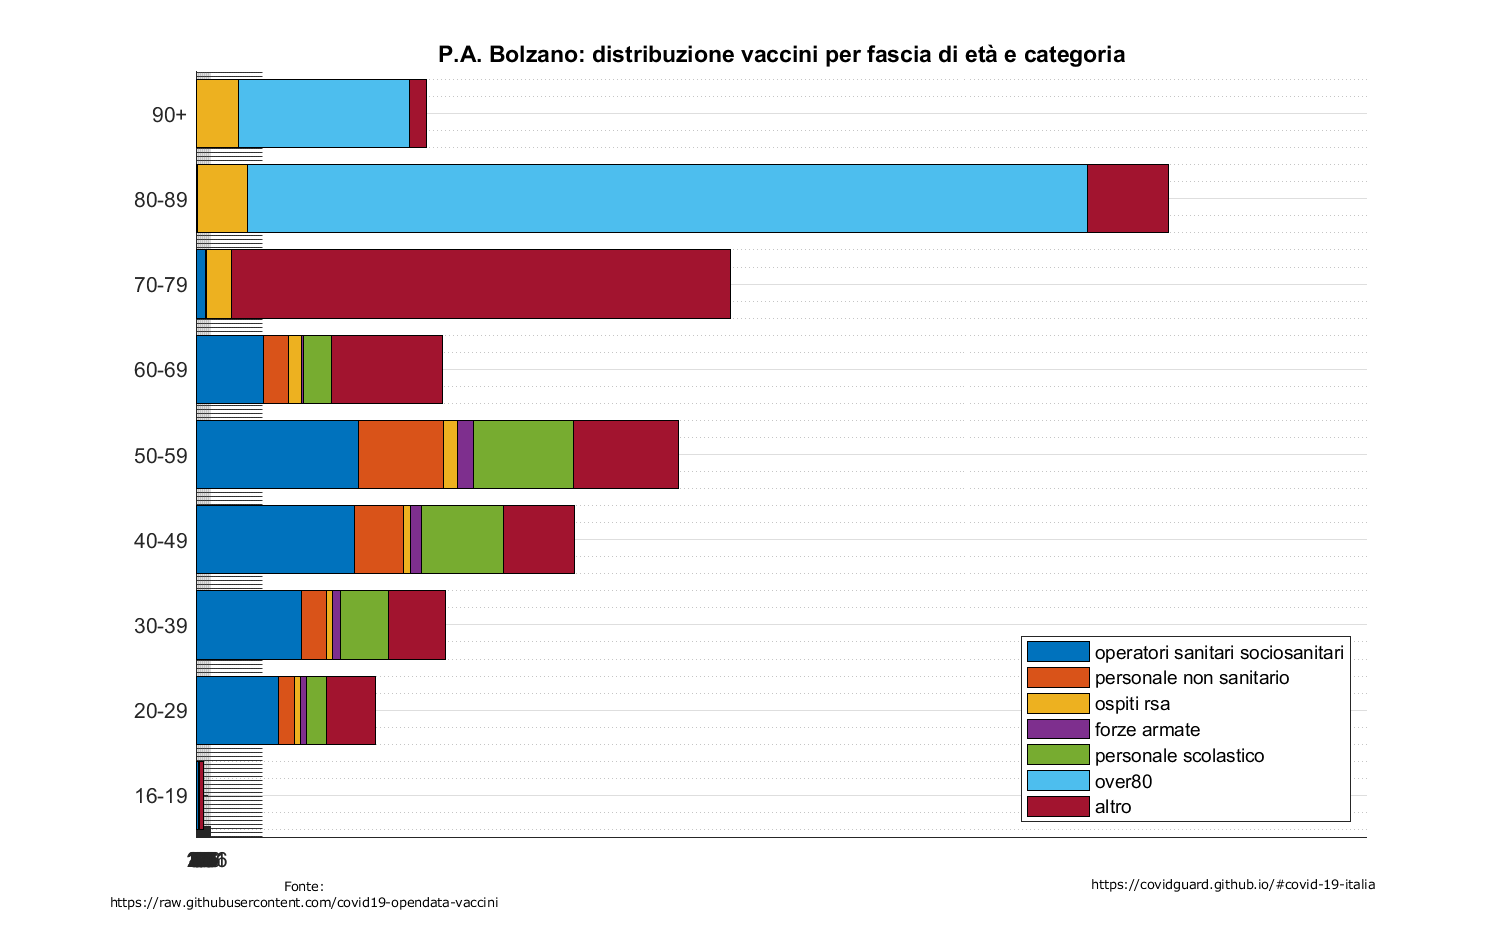 P.A. Bolzano: distribuzione vaccini per fascia di età e categoria
90+
80-89
70-79
60-69
50-59
40-49
30-39
20-29
16-19
operatori sanitari sociosanitari
personale non sanitario
ospiti rsa
forze armate
personale scolastico
over80
altro
Fonte:
https://raw.githubusercontent.com/covid19-opendata-vaccini
https://covidguard.github.io/#covid-19-italia